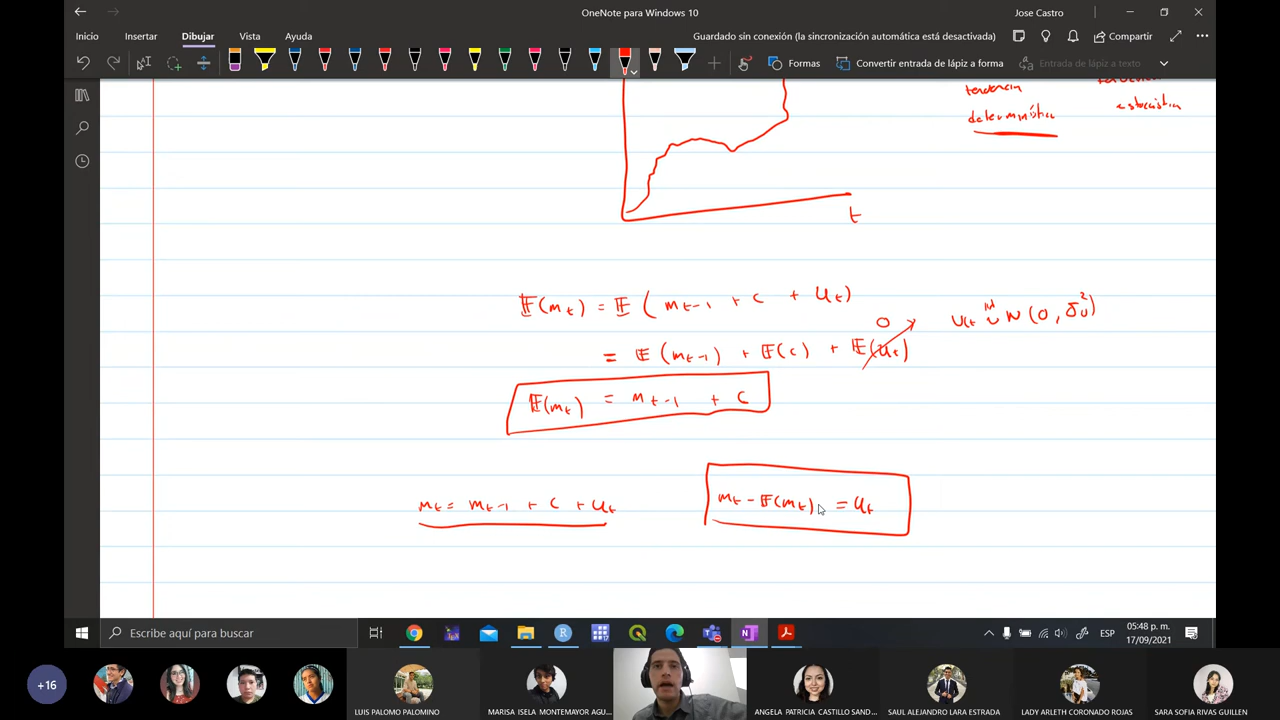 OneNote para Windows 10
Jose Castro
Inicio Insertar Dibujar Vista Ayuda
Guardado sin conexión (la sincronización automática está desactivada)
Compartir
Formas
Convertir entrada de lápiz a forma
Entrada de lápiz a texto
tendencia
determinística
estocástica
t
𝔼(mt) = 𝔼 ( mt-1 + c + ut)
ut iid N (0, σu²)
0
= 𝔼 (mt-1) + 𝔼(c) + 𝔼(ut)
𝔼(mt) = mt-1 + c
mt = mt-1 + c + ut
mt - 𝔼(mt) = ut
Escribe aquí para buscar
ESP
05:48 p. m.
17/09/2021
+16
LUIS PALOMO PALOMINO
MARISA ISELA MONTEMAYOR AGU...
ANGELA PATRICIA CASTILLO SAND...
SAUL ALEJANDRO LARA ESTRADA
LADY ARLETH CORONADO ROJAS
SARA SOFIA RIVAS GUILLEN